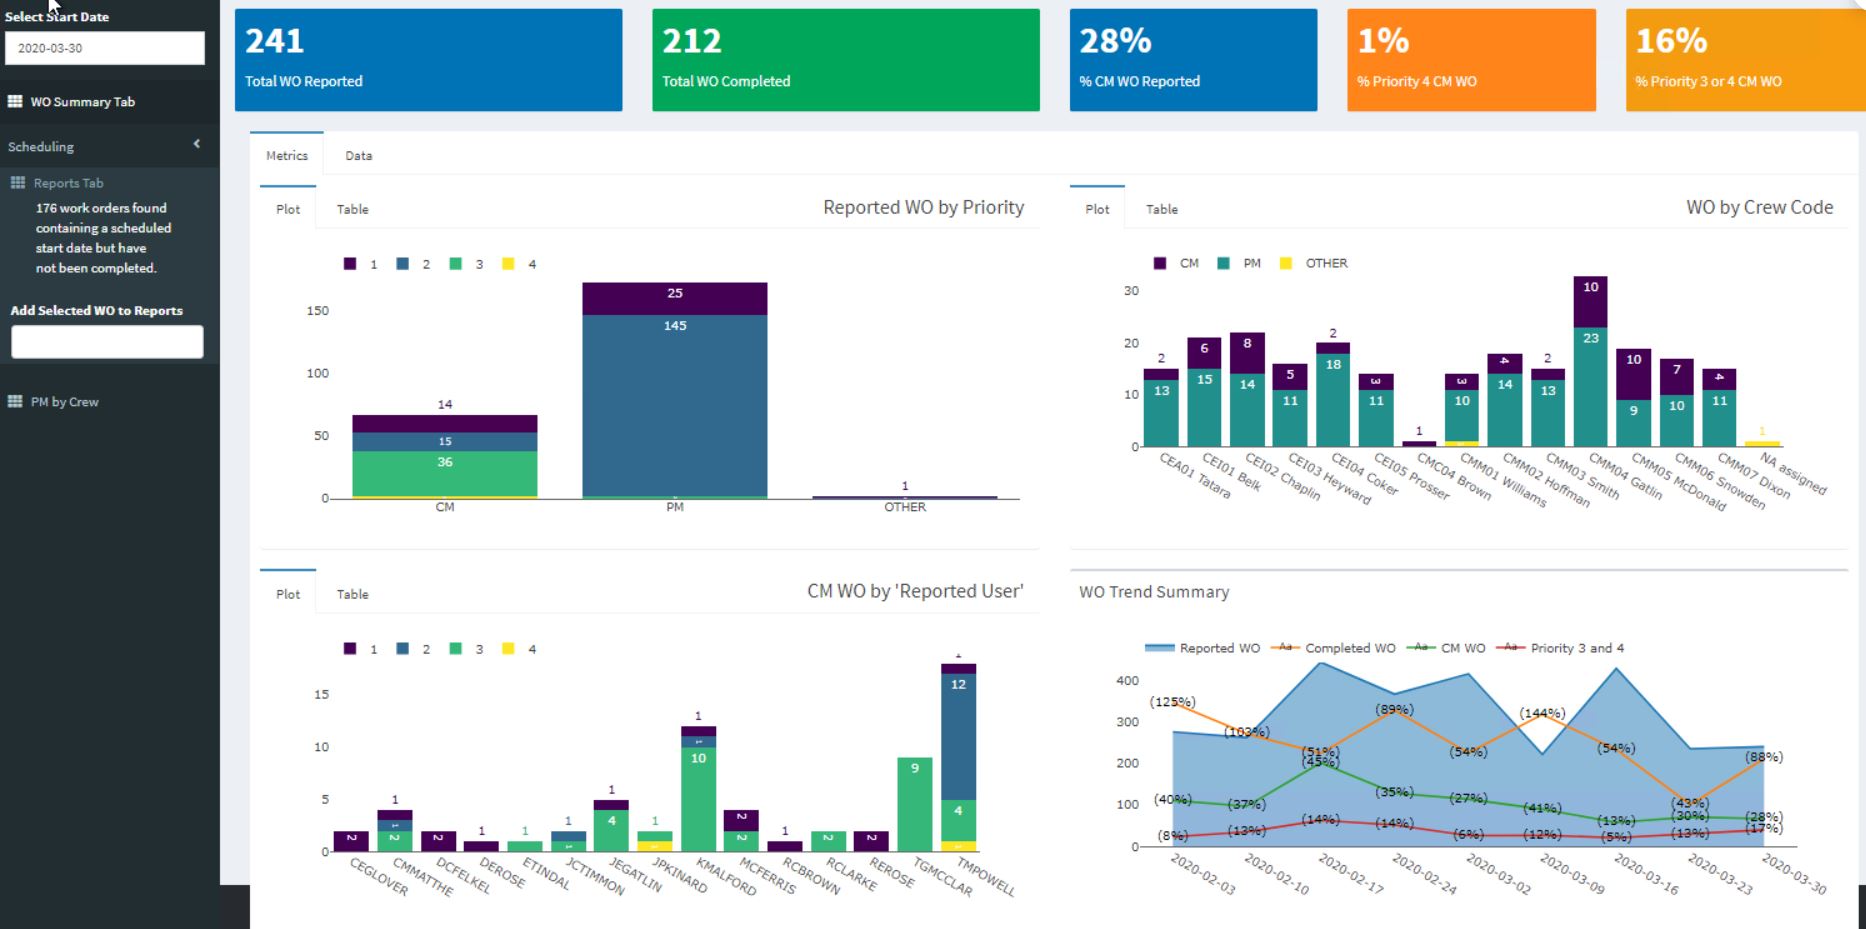 Select Start Date
2020-03-30
WO Summary Tab
Scheduling
Reports Tab
176 work orders found
containing a scheduled
start date but have
not been completed.
Add Selected WO to Reports
PM by Crew
241
Total WO Reported
212
Total WO Completed
28%
% CM WO Reported
1%
% Priority 4 CM WO
16%
% Priority 3 or 4 CM WO
Metrics Data
Plot Table Reported WO by Priority
1 2 3 4
150
100
50
0
25
145
14
15
36
1
CM PM OTHER
Plot Table WO by Crew Code
CM PM OTHER
30
20
10
0
2 6 8 5 2 3 1 3 4 2 10 10 7 4 1
13 15 14 11 18 11 10 14 13 23 9 10 11
CEA01 Tatara
CEI01 Belk
CEI02 Chaplin
CEI03 Heyward
CEI04 Coker
CEI05 Prosser
CMC04 Brown
CMM01 Williams
CMM02 Hoffman
CMM03 Smith
CMM04 Gatlin
CMM05 McDonald
CMM06 Snowden
CMM07 Dixon
NA assigned
Plot Table CM WO by 'Reported User'
1 2 3 4
15
10
5
0
2
1 1 2
2
1
1
1 1
1 4
1 1
1 1 10
2 2
1
2
2
9
1 12 4 1
CEGLOVER
CMMATTHE
DCFELKEL
DEROSE
ETINDAL
JCTIMMON
JEGATLIN
JPKINARD
KMALFORD
MCFERRIS
RCBROWN
RCLARKE
REROSE
TGMCCLAR
TMPOWELL
WO Trend Summary
Reported WO Aa Completed WO Aa CM WO Aa Priority 3 and 4
400
300
200
100
0
(125%) (103%) (51%) (89%) (54%) (144%) (54%) (43%) (88%)
(40%) (37%) (45%) (35%) (27%) (41%) (13%) (30%) (28%)
(8%) (13%) (14%) (14%) (6%) (12%) (5%) (13%) (17%)
2020-02-03
2020-02-10
2020-02-17
2020-02-24
2020-03-02
2020-03-09
2020-03-16
2020-03-23
2020-03-30